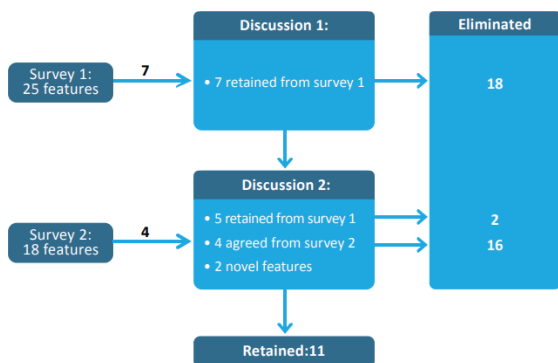 Discussion 1:
Eliminated
Survey 1:
25 features
7
• 7 retained from survey 1
18
Discussion 2:
Survey 2:
18 features
4
• 5 retained from survey 1
2
• 4 agreed from survey 2
16
• 2 novel features
Retained:11